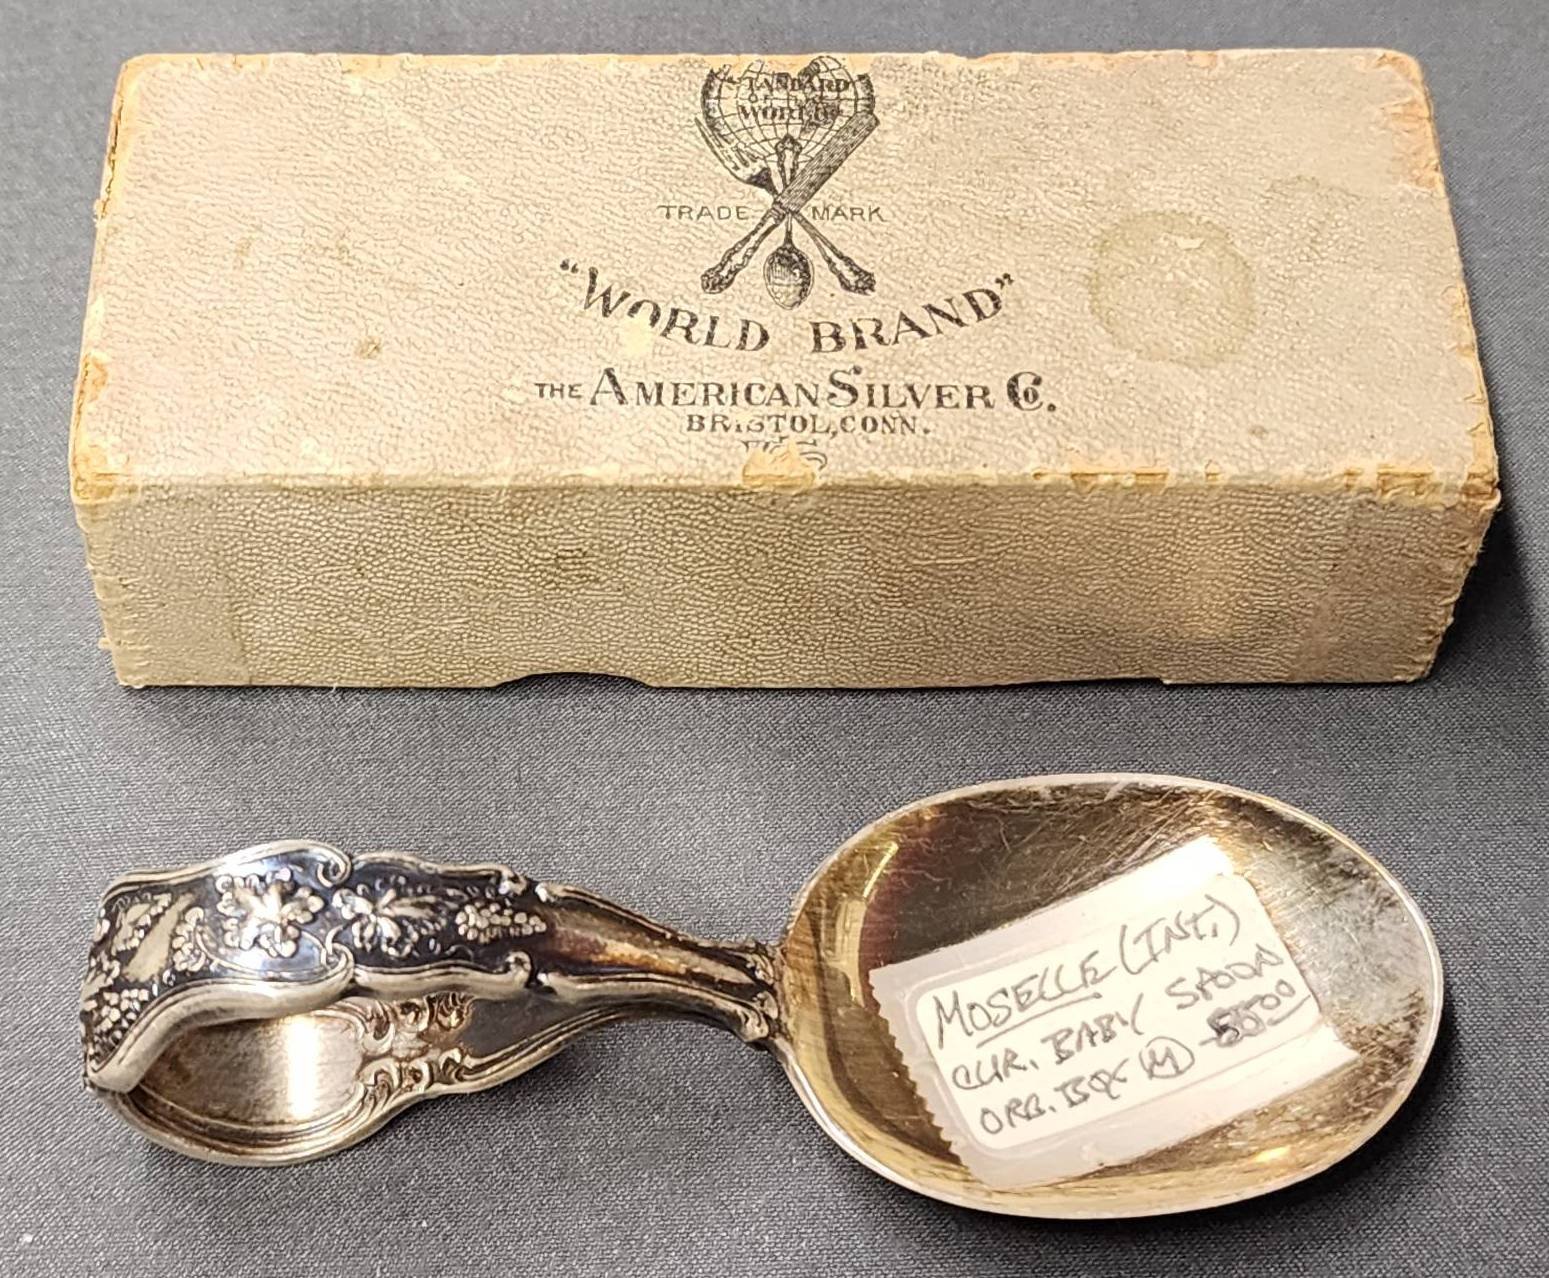 STANDARD
OF THE
WORLD
TRADE MARK
"WORLD BRAND"
THE AMERICAN SILVER CO.
BRISTOL, CONN.
MOSELLE (INT.)
CUR. BABY SPOON
ORG. BOX (M)